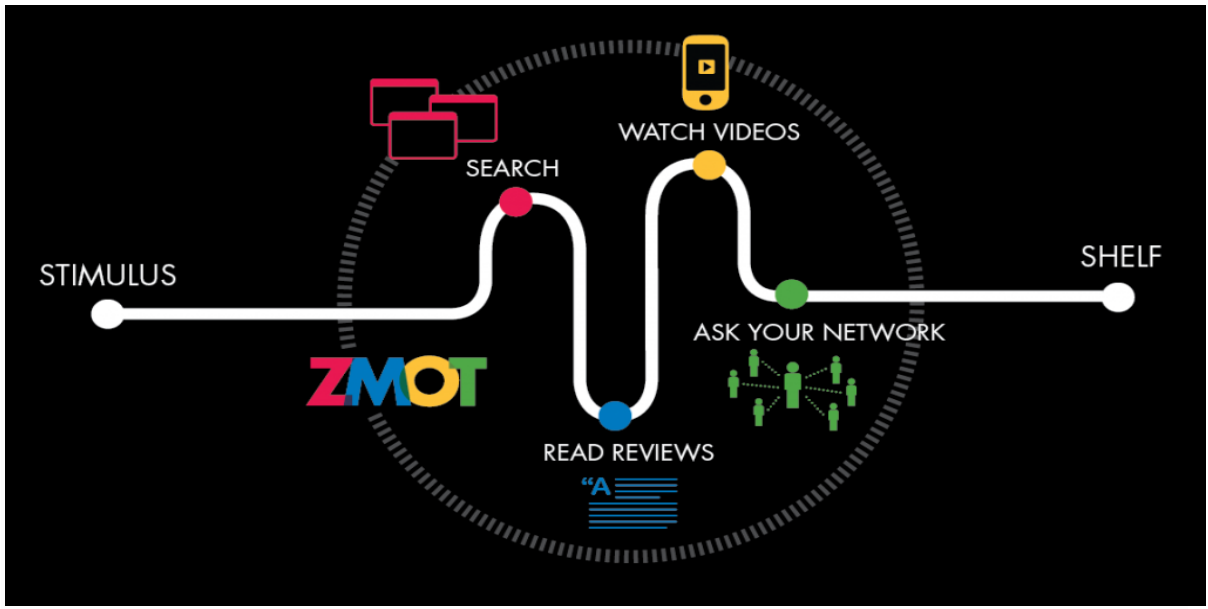 WATCH VIDEOS
SEARCH
STIMULUS
SHELF
ASK YOUR NETWORK
ZMOT
READ REVIEWS
“A